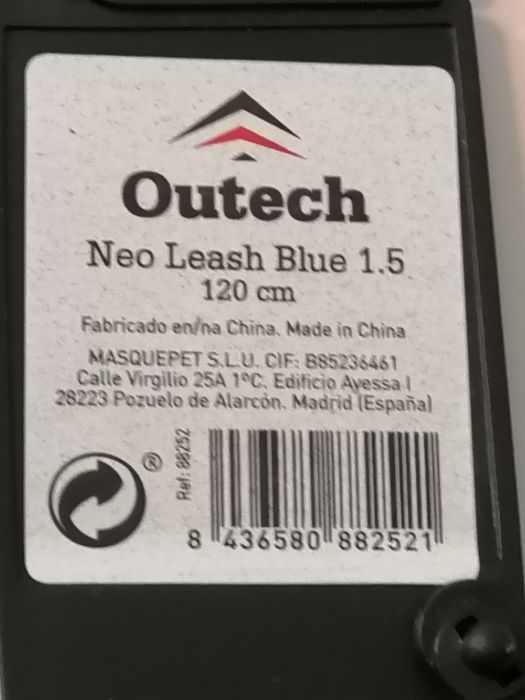 Outech
Neo Leash Blue 1.5
120 cm
Fabricado en/na China. Made in China
MASQUEPET S.L.U. CIF: B85236461
Calle Virgilio 25A 1ºC, Edificio Ayessa I
28223 Pozuelo de Alarcón. Madrid (España)
®
Ref: 88252
8 436580 882521